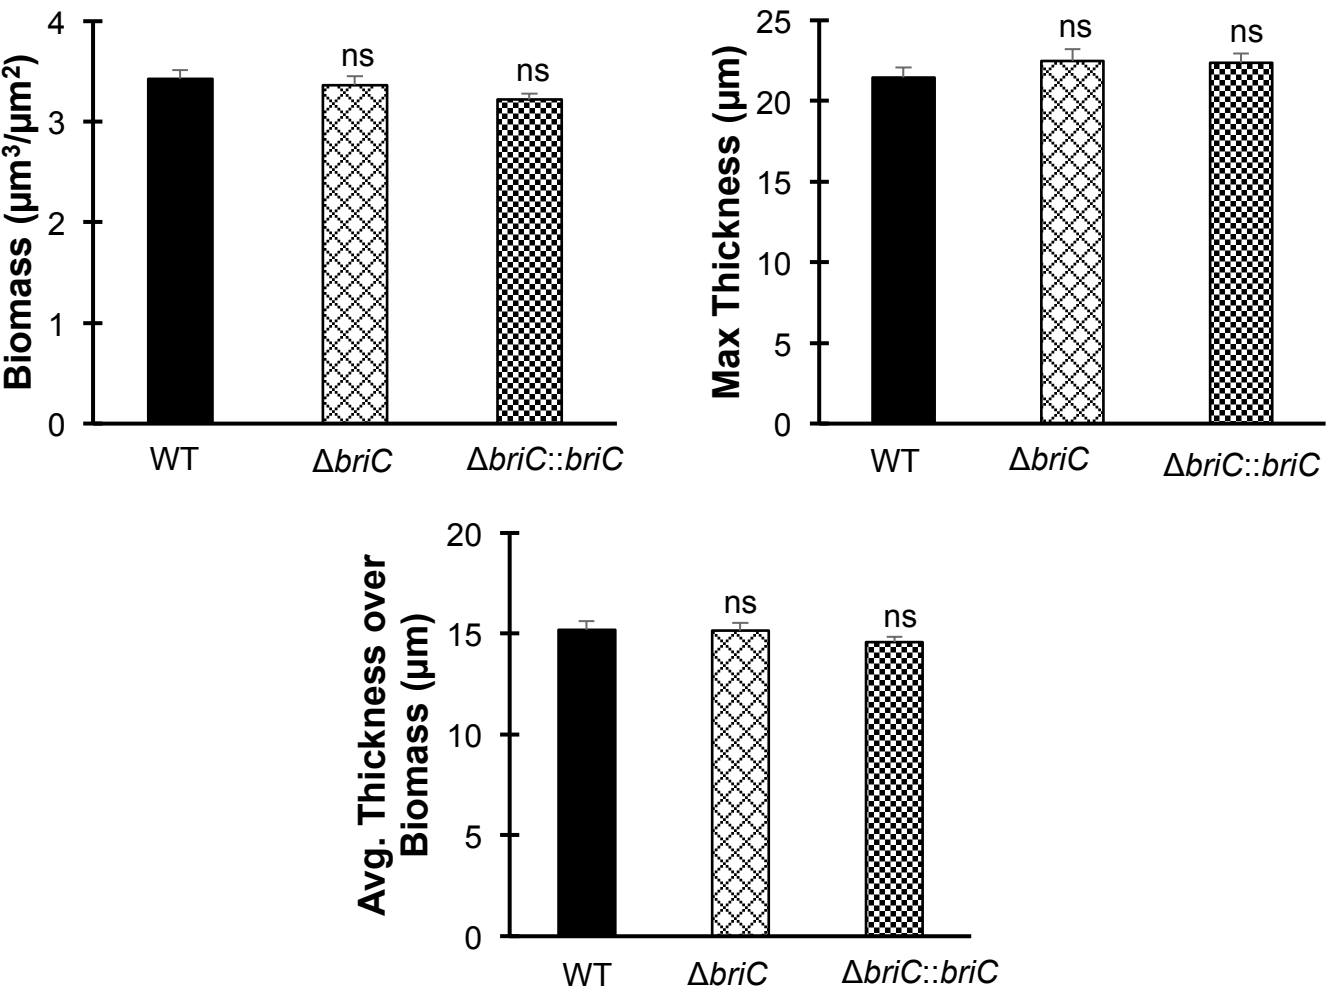 Biomass (µm³/µm²)
4
3
2
1
0
ns
ns
WT
ΔbriC
ΔbriC::briC
Max Thickness (µm)
25
20
15
10
5
0
ns
ns
WT
ΔbriC
ΔbriC::briC
Avg. Thickness over
Biomass (µm)
20
15
10
5
0
ns
ns
WT
ΔbriC
ΔbriC::briC